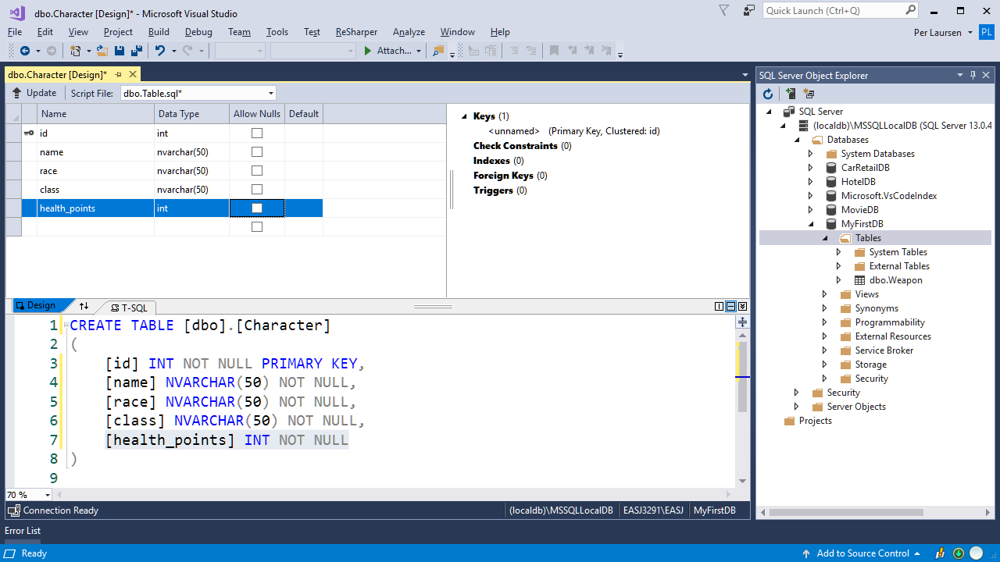 dbo.Character [Design]* - Microsoft Visual Studio
Quick Launch (Ctrl+Q)
File Edit View Project Build Debug Team Tools Test ReSharper Analyze Window Help
Per Laursen PL
Attach...
dbo.Character [Design]*
Update Script File: dbo.Table.sql*
Name Data Type Allow Nulls Default
id int
name nvarchar(50)
race nvarchar(50)
class nvarchar(50)
health_points int
Keys (1)
<unnamed> (Primary Key, Clustered: id)
Check Constraints (0)
Indexes (0)
Foreign Keys (0)
Triggers (0)
Design T-SQL
1 CREATE TABLE [dbo].[Character]
2 (
3 [id] INT NOT NULL PRIMARY KEY,
4 [name] NVARCHAR(50) NOT NULL,
5 [race] NVARCHAR(50) NOT NULL,
6 [class] NVARCHAR(50) NOT NULL,
7 [health_points] INT NOT NULL
8 )
9
70 %
Connection Ready (localdb)\MSSQLLocalDB EASJ3291\EASJ MyFirstDB
SQL Server Object Explorer
SQL Server
(localdb)\MSSQLLocalDB (SQL Server 13.0.4
Databases
System Databases
CarRetailDB
HotelDB
Microsoft.VsCodeIndex
MovieDB
MyFirstDB
Tables
System Tables
External Tables
dbo.Weapon
Views
Synonyms
Programmability
External Resources
Service Broker
Storage
Security
Security
Server Objects
Projects
Error List
Ready Add to Source Control